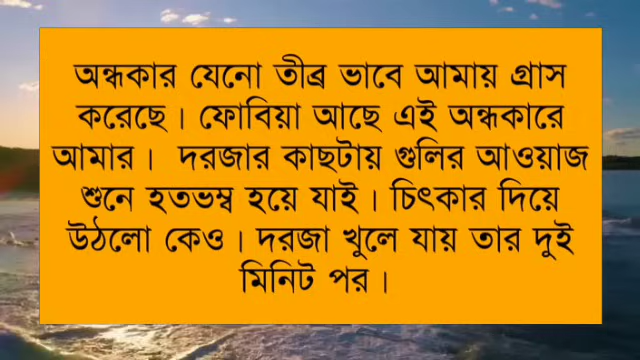 অন্ধকার যেনো তীব্র ভাবে আমায় গ্রাস
করেছে। ফোবিয়া আছে এই অন্ধকারে
আমার। দরজার কাছটায় গুলির আওয়াজ
শুনে হতভম্ব হয়ে যাই। চিৎকার দিয়ে
উঠলো কেও। দরজা খুলে যায় তার দুই
মিনিট পর।